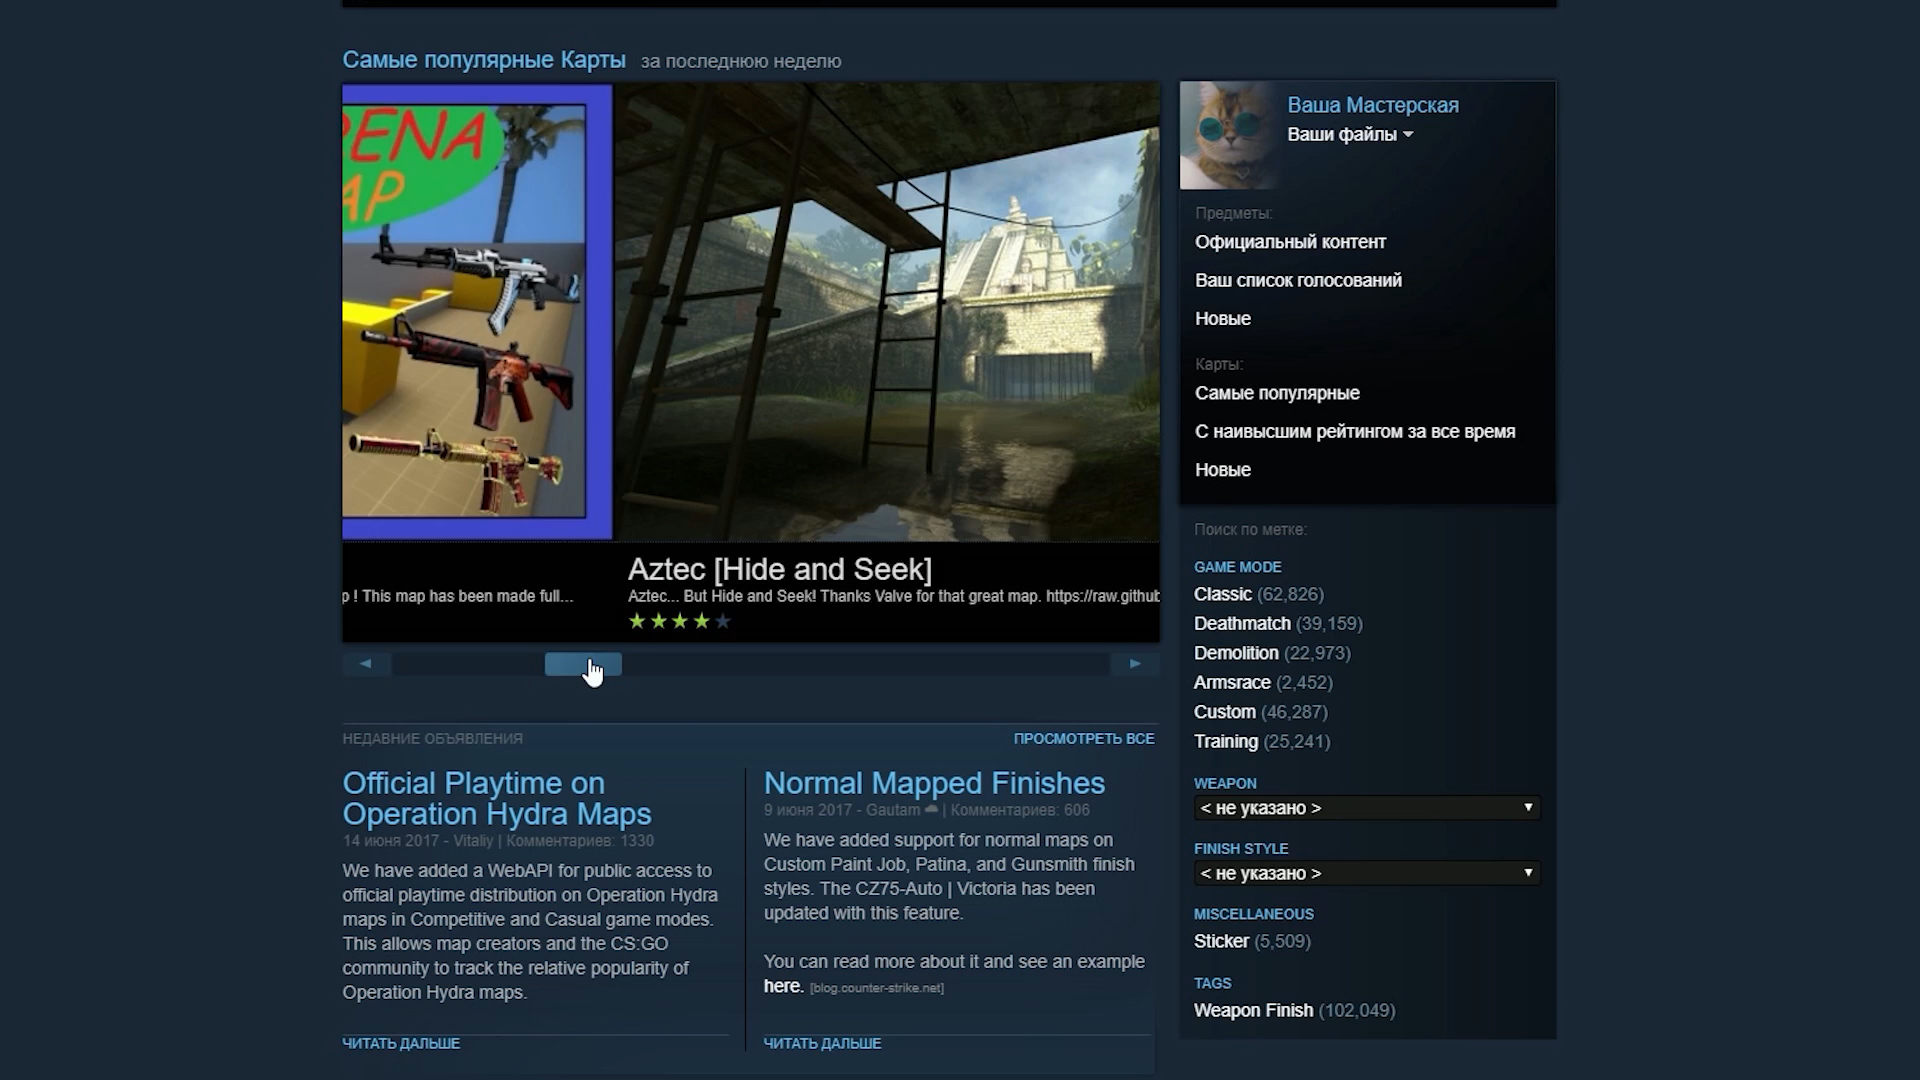 Самые популярные Карты за последнюю неделю
RENA
AP
p ! This map has been made full...
Aztec [Hide and Seek]
Aztec... But Hide and Seek! Thanks Valve for that great map. https://raw.github
НЕДАВНИЕ ОБЪЯВЛЕНИЯ
ПРОСМОТРЕТЬ ВСЕ
Official Playtime on
Operation Hydra Maps
14 июня 2017 - Vitaliy | Комментариев: 1330
We have added a WebAPI for public access to
official playtime distribution on Operation Hydra
maps in Competitive and Casual game modes.
This allows map creators and the CS:GO
community to track the relative popularity of
Operation Hydra maps.
ЧИТАТЬ ДАЛЬШЕ
Normal Mapped Finishes
9 июня 2017 - Gautam | Комментариев: 606
We have added support for normal maps on
Custom Paint Job, Patina, and Gunsmith finish
styles. The CZ75-Auto | Victoria has been
updated with this feature.
You can read more about it and see an example
here. [blog.counter-strike.net]
ЧИТАТЬ ДАЛЬШЕ
Ваша Мастерская
Ваши файлы
Предметы:
Официальный контент
Ваш список голосований
Новые
Карты:
Самые популярные
С наивысшим рейтингом за все время
Новые
Поиск по метке:
GAME MODE
Classic (62,826)
Deathmatch (39,159)
Demolition (22,973)
Armsrace (2,452)
Custom (46,287)
Training (25,241)
WEAPON
< не указано >
FINISH STYLE
< не указано >
MISCELLANEOUS
Sticker (5,509)
TAGS
Weapon Finish (102,049)